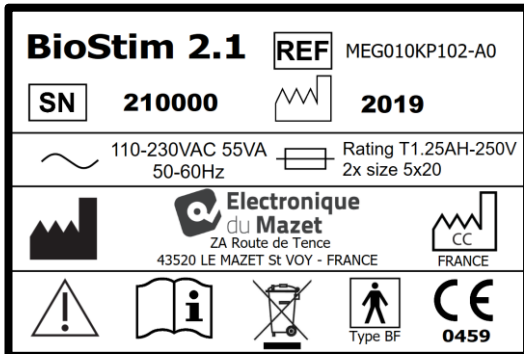 BioStim 2.1 REF MEG010KP102-A0
SN 210000 2019
110-230VAC 55VA
50-60Hz
Rating T1.25AH-250V
2x size 5x20
Electronique
du Mazet
ZA Route de Tence
43520 LE MAZET St VOY - FRANCE
CC
FRANCE
i
Type BF
CE
0459